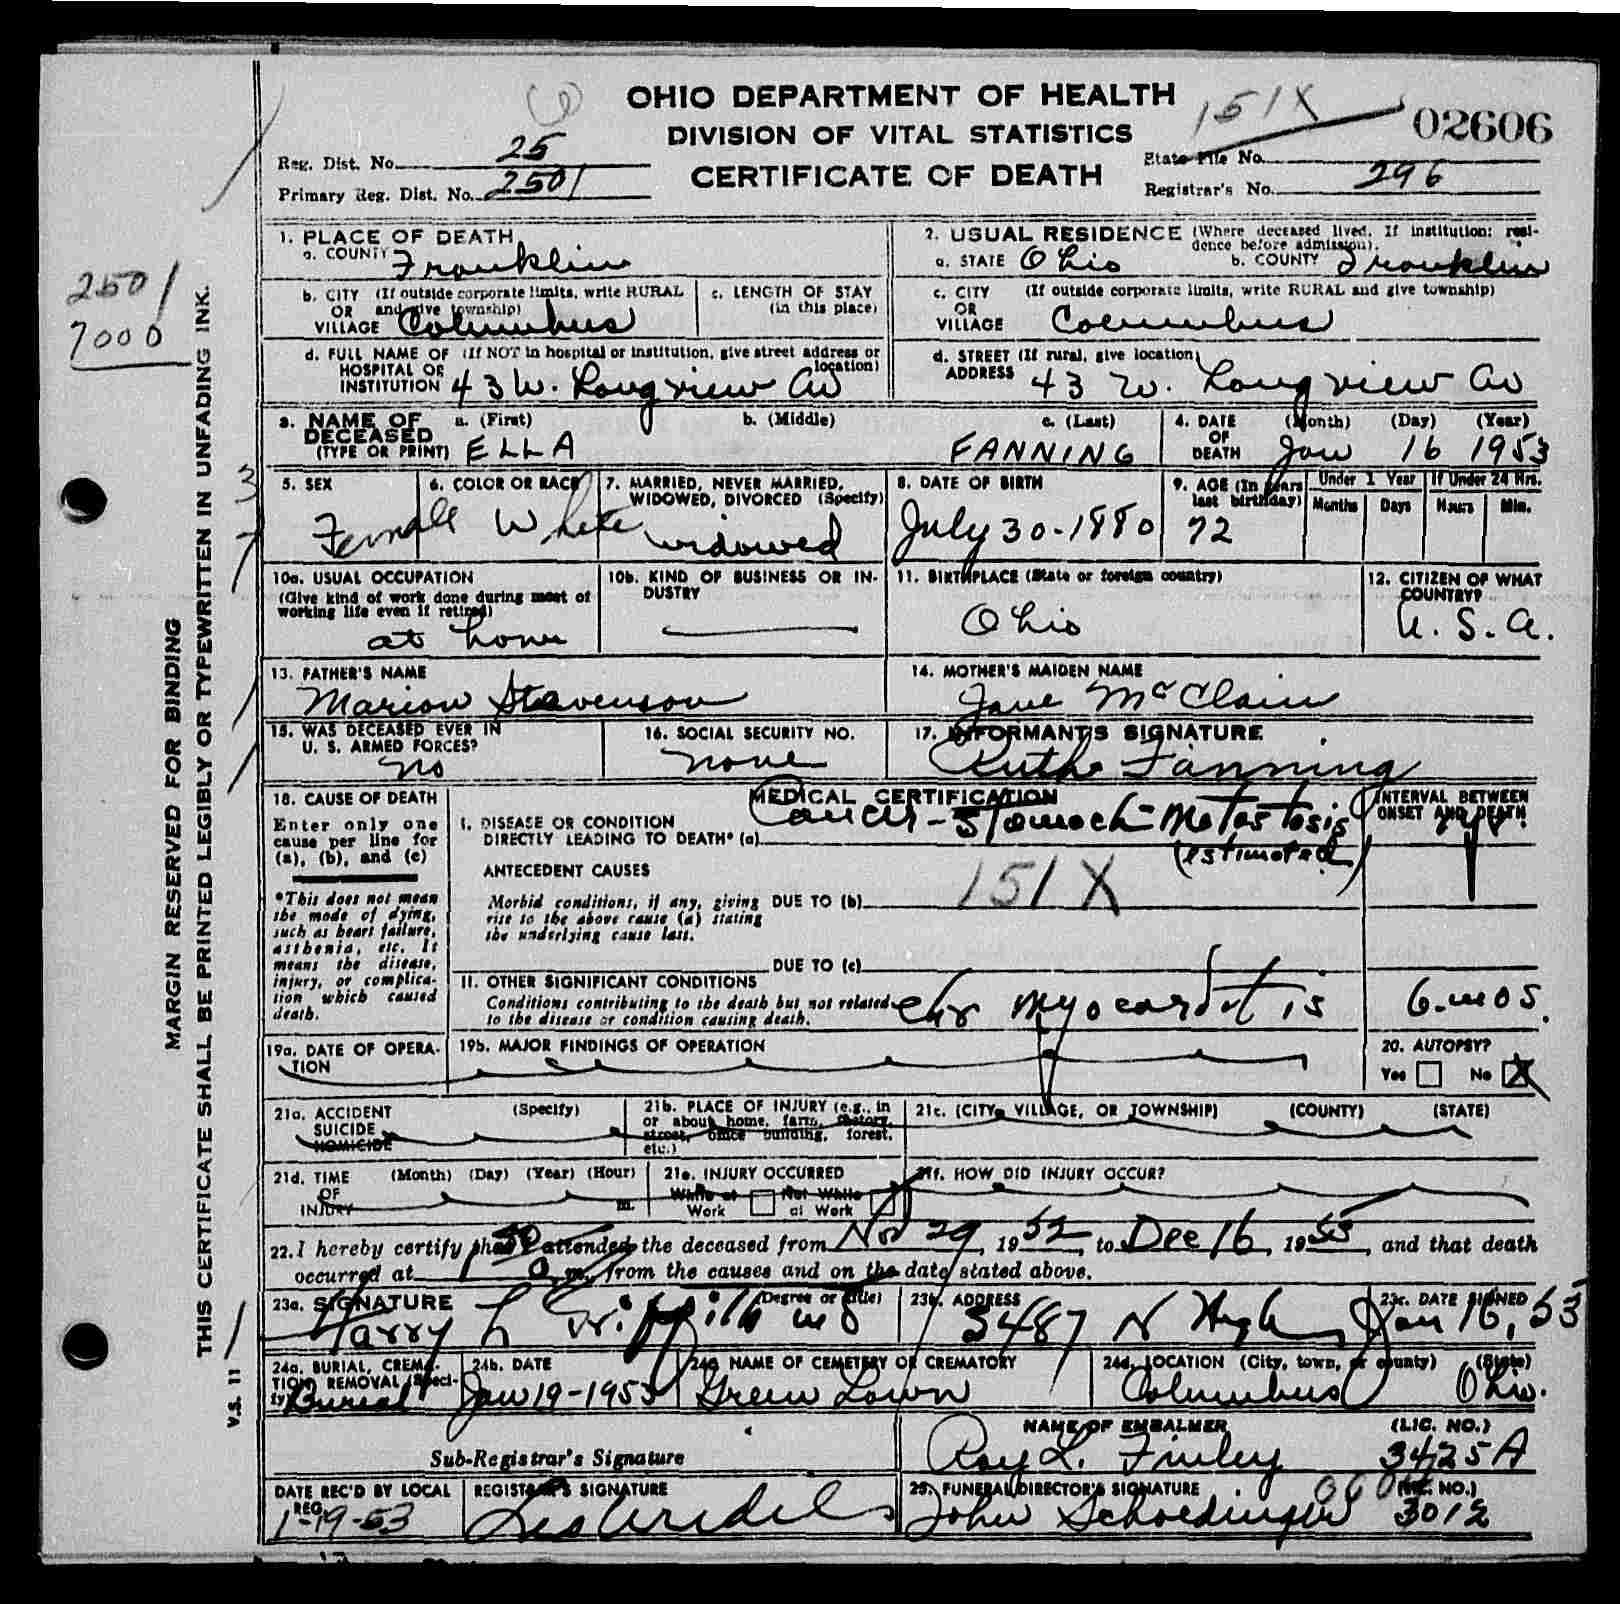 OHIO DEPARTMENT OF HEALTH
DIVISION OF VITAL STATISTICS
CERTIFICATE OF DEATH
151X
02606
Reg. Dist. No. 25
Primary Reg. Dist. No. 2501
State File No.
Registrar's No. 296
2501
7000
MARGIN RESERVED FOR BINDING
THIS CERTIFICATE SHALL BE PRINTED LEGIBLY OR TYPEWRITTEN IN UNFADING INK.
V.S. 11
1. PLACE OF DEATH
a. COUNTY Franklin
2. USUAL RESIDENCE (Where deceased lived. If institution: residence before admission).
a. STATE Ohio b. COUNTY Franklin
b. CITY (If outside corporate limits, write RURAL
OR and give township)
VILLAGE Columbus
c. LENGTH OF STAY
(in this place)
c. CITY (If outside corporate limits, write RURAL and give township)
OR
VILLAGE Columbus
d. FULL NAME OF (If NOT in hospital or institution, give street address or
HOSPITAL OR location)
INSTITUTION 43 W. Longview Av
d. STREET (If rural, give location)
ADDRESS 43 W. Longview Av
3. NAME OF a. (First) b. (Middle) c. (Last)
DECEASED
(TYPE OR PRINT) ELLA FANNING
4. DATE (Month) (Day) (Year)
OF
DEATH Jan 16 1953
5. SEX
Female
6. COLOR OR RACE
White
7. MARRIED, NEVER MARRIED,
WIDOWED, DIVORCED (Specify)
widowed
8. DATE OF BIRTH
July 30-1880
9. AGE (In years
last birthday)
72
Under 1 Year
Months Days
If Under 24 Hrs.
Hours Min.
10a. USUAL OCCUPATION
(Give kind of work done during most of
working life even if retired)
at home
10b. KIND OF BUSINESS OR IN-
DUSTRY
11. BIRTHPLACE (State or foreign country)
Ohio
12. CITIZEN OF WHAT
COUNTRY?
U. S. A.
13. FATHER'S NAME
Marion Stevenson
14. MOTHER'S MAIDEN NAME
Jane McClain
15. WAS DECEASED EVER IN
U. S. ARMED FORCES?
No
16. SOCIAL SECURITY NO.
None
17. INFORMANT'S SIGNATURE
Ruth Fanning
18. CAUSE OF DEATH
Enter only one
cause per line for
(a), (b), and (c)
*This does not mean
the mode of dying,
such as heart failure,
asthenia, etc. It
means the disease,
injury, or complica-
tion which caused
death.
MEDICAL CERTIFICATION
INTERVAL BETWEEN
ONSET AND DEATH
I. DISEASE OR CONDITION
DIRECTLY LEADING TO DEATH* (a) Cancer - Stomach - Metastosis
(estimated)
ANTECEDENT CAUSES
Morbid conditions, if any, giving
rise to the above cause (a) stating
the underlying cause last.
DUE TO (b) 151X
DUE TO (c)
II. OTHER SIGNIFICANT CONDITIONS
Conditions contributing to the death but not related
to the disease or condition causing death.
chr myocarditis 6 mos.
19a. DATE OF OPERA-
TION
19b. MAJOR FINDINGS OF OPERATION
20. AUTOPSY?
Yes No X
21a. ACCIDENT (Specify)
SUICIDE
HOMICIDE
21b. PLACE OF INJURY (e.g., in
or about home, farm, factory,
street, office building, forest,
etc.)
21c. (CITY, VILLAGE, OR TOWNSHIP) (COUNTY) (STATE)
21d. TIME (Month) (Day) (Year) (Hour)
OF
INJURY m.
21e. INJURY OCCURRED
While at Not While
Work at Work
21f. HOW DID INJURY OCCUR?
22. I hereby certify that I attended the deceased from Nov 29, 1952, to Dec 16, 1953, and that death
occurred at 1 50 a m., from the causes and on the date stated above.
23a. SIGNATURE (Degree or title)
Harry L Griffith MD
23b. ADDRESS
3487 N High
23c. DATE SIGNED
Jan 16, 53
24a. BURIAL, CREMA-
TION REMOVAL (Speci-
fy) Burial
24b. DATE
Jan 19-1953
24c. NAME OF CEMETERY OR CREMATORY
Green Lawn
24d. LOCATION (City, town, or county) (State)
Columbus Ohio.
Sub-Registrar's Signature
NAME OF EMBALMER (LIC. NO.)
Roy L. Finley 3425A
DATE REC'D BY LOCAL
REG.
1-19-53
REGISTRAR'S SIGNATURE
25. FUNERAL DIRECTOR'S SIGNATURE (LIC. NO.)
John Schoedinger 3012